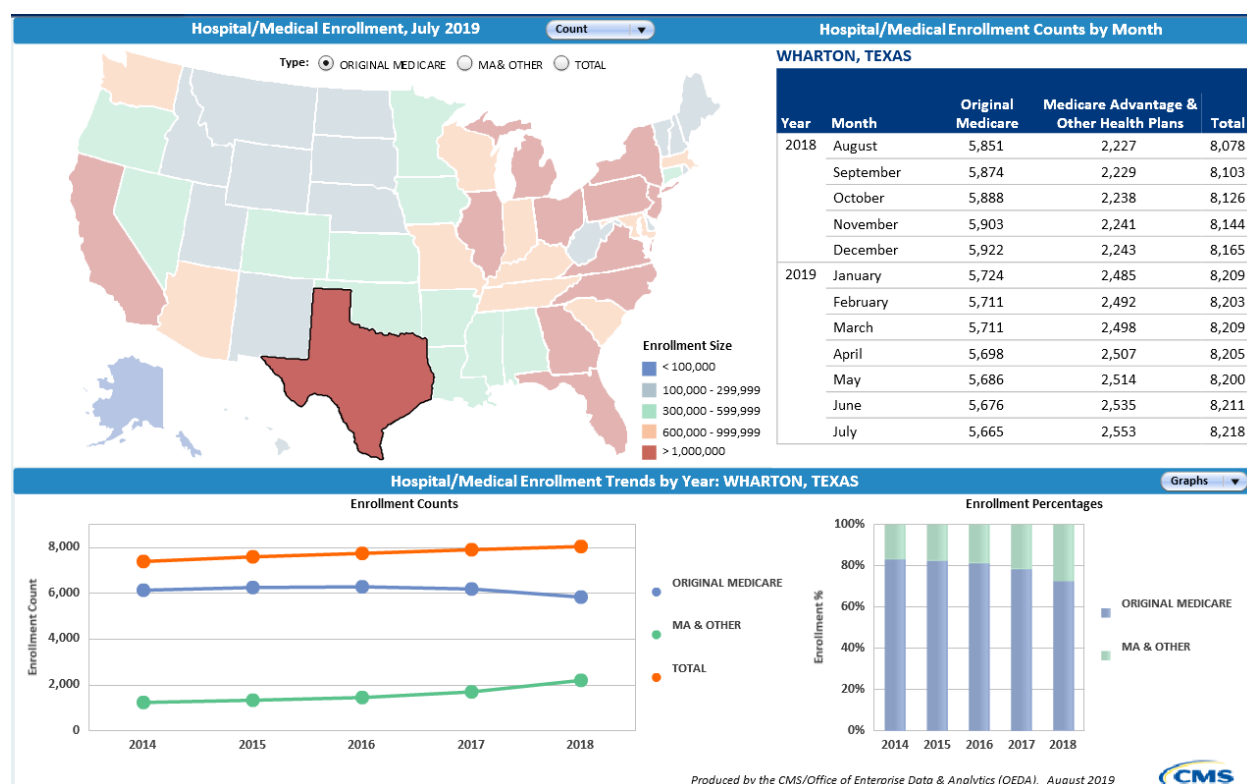 Hospital/Medical Enrollment, July 2019
Count
Type: ORIGINAL MEDICARE MA& OTHER TOTAL
Enrollment Size
< 100,000
100,000 - 299,999
300,000 - 599,999
600,000 - 999,999
> 1,000,000
Hospital/Medical Enrollment Counts by Month
WHARTON, TEXAS
Year Month Original Medicare Medicare Advantage & Other Health Plans Total
2018 August 5,851 2,227 8,078
September 5,874 2,229 8,103
October 5,888 2,238 8,126
November 5,903 2,241 8,144
December 5,922 2,243 8,165
2019 January 5,724 2,485 8,209
February 5,711 2,492 8,203
March 5,711 2,498 8,209
April 5,698 2,507 8,205
May 5,686 2,514 8,200
June 5,676 2,535 8,211
July 5,665 2,553 8,218
Hospital/Medical Enrollment Trends by Year: WHARTON, TEXAS
Graphs
Enrollment Counts
Enrollment Count
8,000
6,000
4,000
2,000
0
2014 2015 2016 2017 2018
ORIGINAL MEDICARE
MA & OTHER
TOTAL
Enrollment Percentages
Enrollment %
100%
80%
60%
40%
20%
0%
2014 2015 2016 2017 2018
ORIGINAL MEDICARE
MA & OTHER
Produced by the CMS/Office of Enterprise Data & Analytics (OEDA), August 2019
CMS